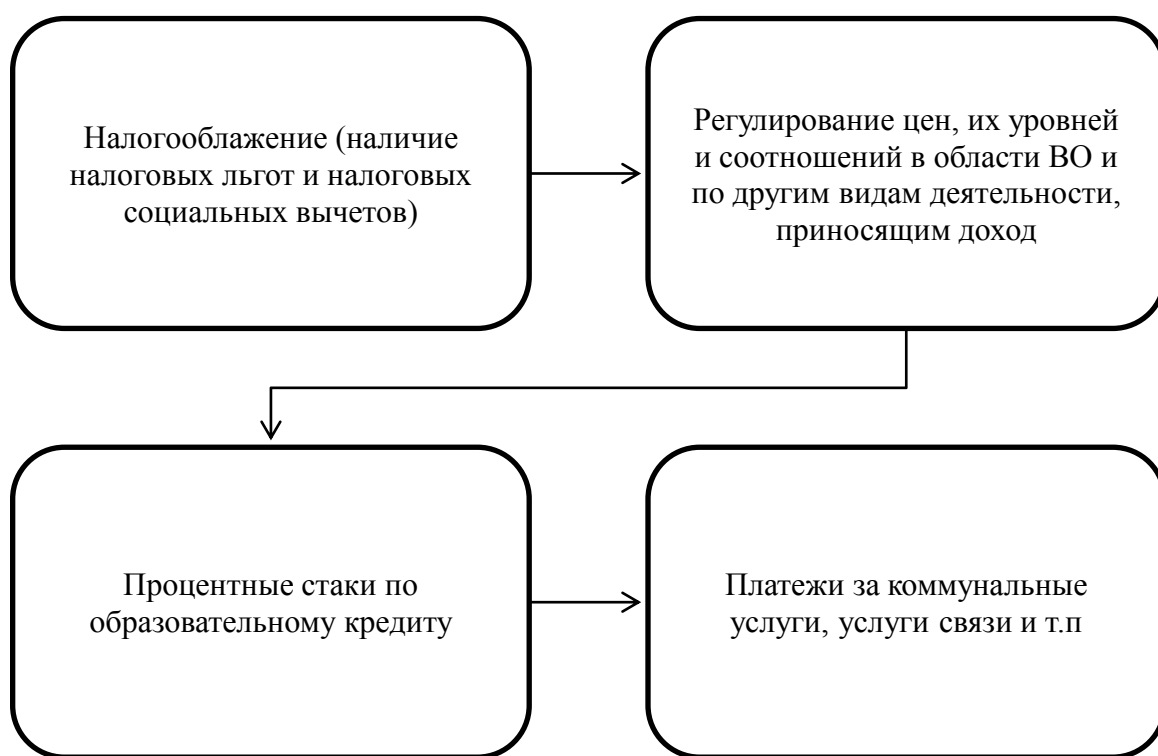 Налогооблажение (наличие
налоговых льгот и налоговых
социальных вычетов)
Регулирование цен, их уровней
и соотношений в области ВО и
по другим видам деятельности,
приносящим доход
Процентные стаки по
образовательному кредиту
Платежи за коммунальные
услуги, услуги связи и т.п